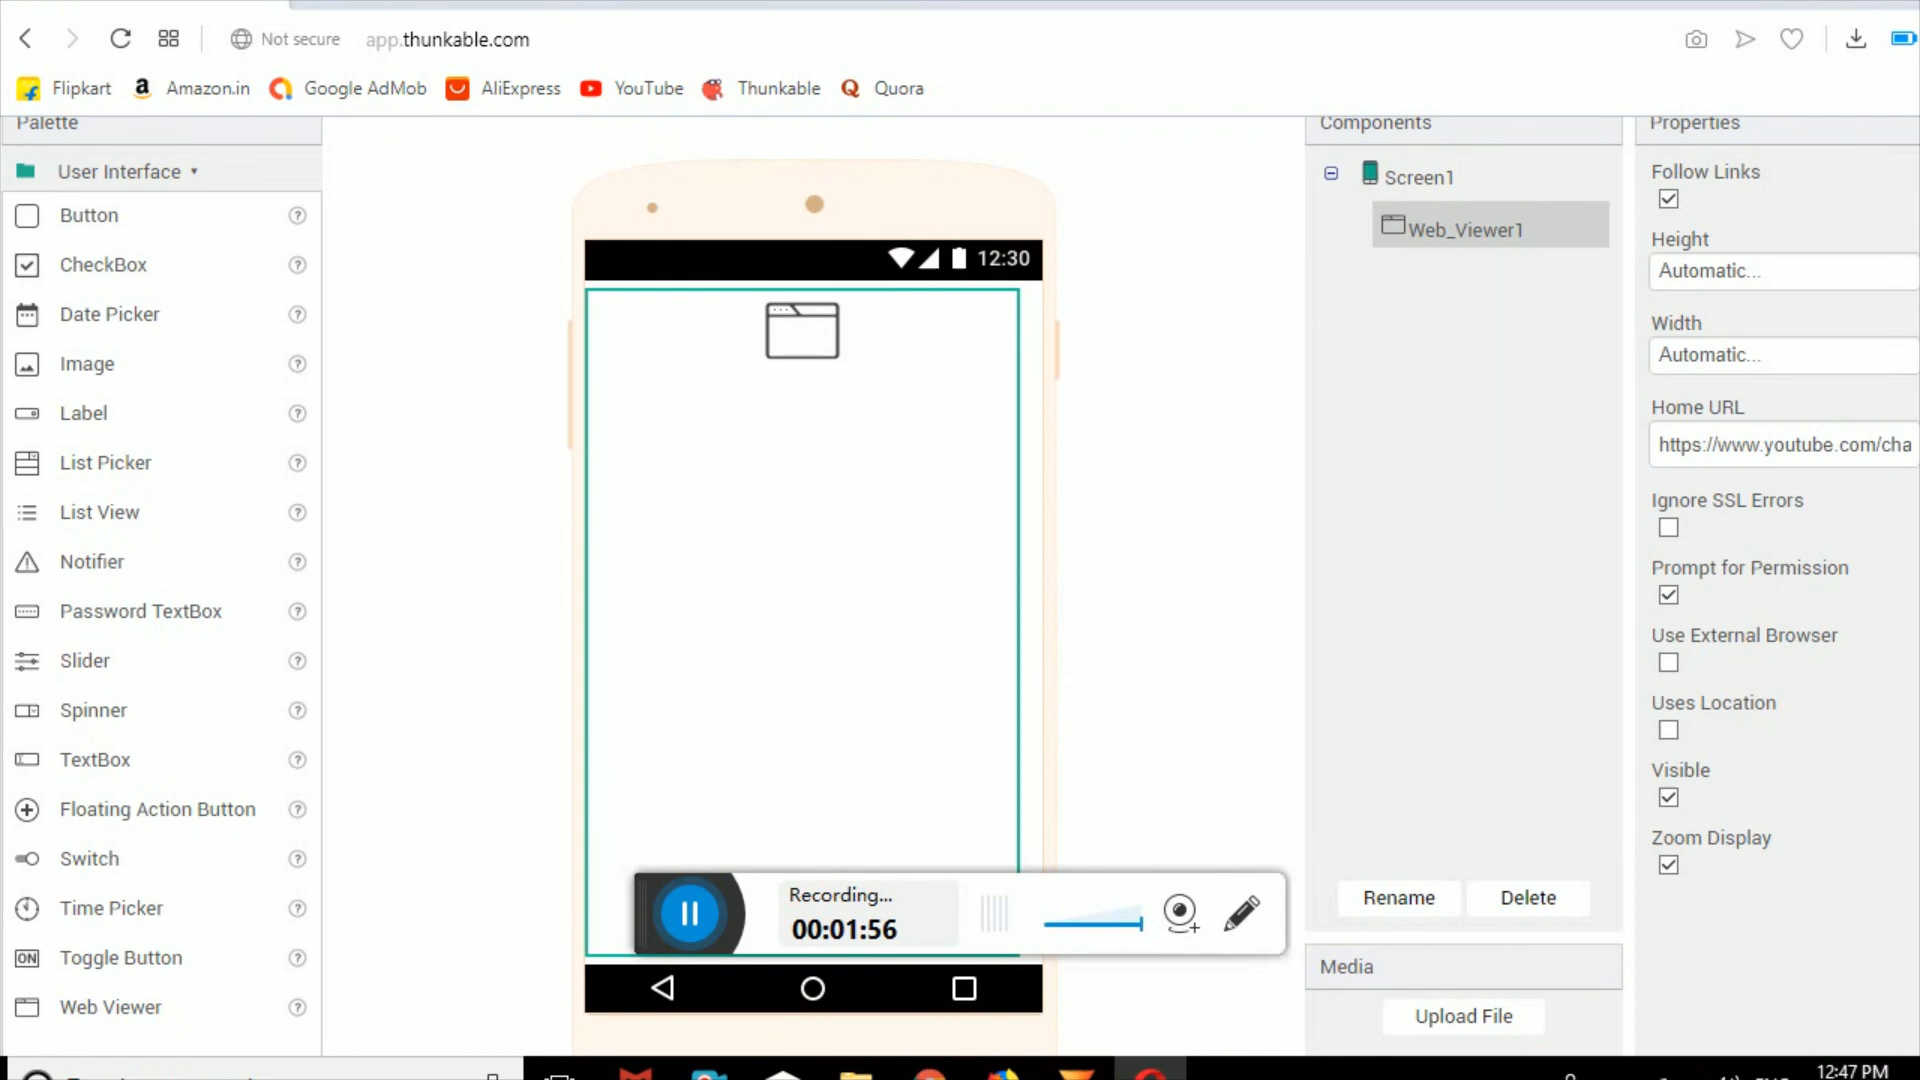 Not secure app.thunkable.com
Flipkart Amazon.in Google AdMob AliExpress YouTube Thunkable Quora
Palette
User Interface
Button
CheckBox
Date Picker
Image
Label
List Picker
List View
Notifier
Password TextBox
Slider
Spinner
TextBox
Floating Action Button
Switch
Time Picker
ON Toggle Button
Web Viewer
12:30
Recording...
00:01:56
Components
Screen1
Web_Viewer1
Rename Delete
Media
Upload File
Properties
Follow Links
Height
Automatic...
Width
Automatic...
Home URL
https://www.youtube.com/cha
Ignore SSL Errors
Prompt for Permission
Use External Browser
Uses Location
Visible
Zoom Display
12:47 PM